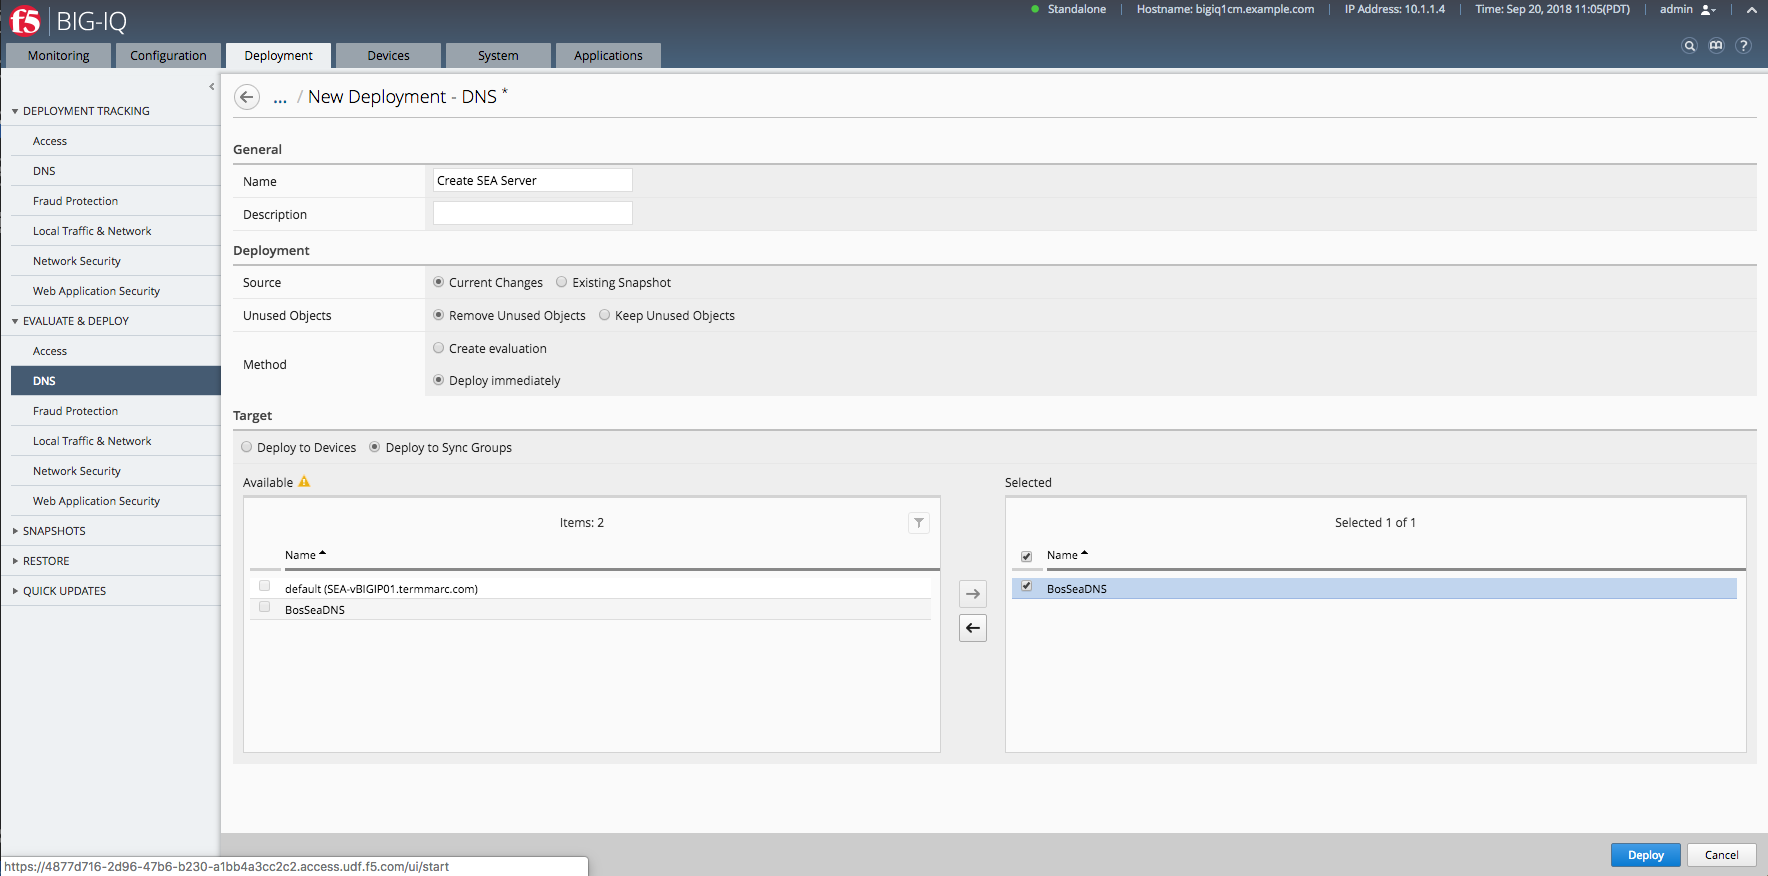 f5 BIG-IQ
Standalone Hostname: bigiq1cm.example.com IP Address: 10.1.1.4 Time: Sep 20, 2018 11:05(PDT) admin
Monitoring Configuration Deployment Devices System Applications
DEPLOYMENT TRACKING
Access
DNS
Fraud Protection
Local Traffic & Network
Network Security
Web Application Security
EVALUATE & DEPLOY
Access
DNS
Fraud Protection
Local Traffic & Network
Network Security
Web Application Security
SNAPSHOTS
RESTORE
QUICK UPDATES
... / New Deployment - DNS *
General
Name Create SEA Server
Description
Deployment
Source Current Changes Existing Snapshot
Unused Objects Remove Unused Objects Keep Unused Objects
Method Create evaluation
Deploy immediately
Target
Deploy to Devices Deploy to Sync Groups
Available
Items: 2
Name
default (SEA-vBIGIP01.termmarc.com)
BosSeaDNS
Selected
Selected 1 of 1
Name
BosSeaDNS
Deploy Cancel
https://4877d716-2d96-47b6-b230-a1bb4a3cc2c2.access.udf.f5.com/ui/start